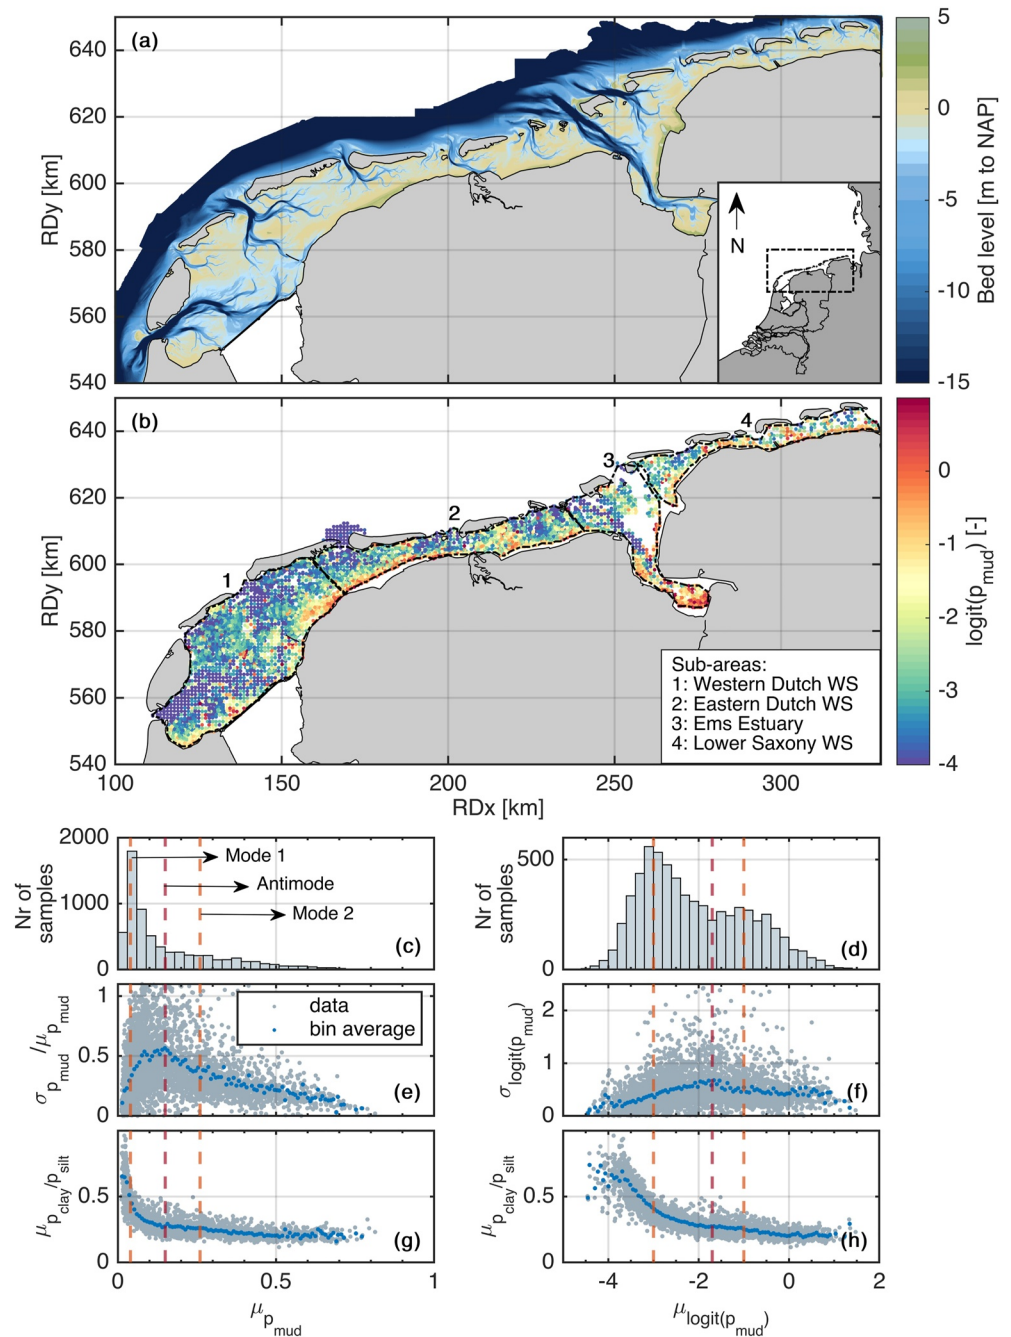 (a)
640
620
600
580
560
540
RDy [km]
N
5
0
-5
-10
-15
Bed level [m to NAP]
(b)
640
620
600
580
560
540
RDy [km]
1
2
3
4
Sub-areas:
1: Western Dutch WS
2: Eastern Dutch WS
3: Ems Estuary
4: Lower Saxony WS
100
150
200
250
300
RDx [km]
0
-1
-2
-3
-4
logit(p_mud) [-]
2000
1000
0
Nr of
samples
Mode 1
Antimode
Mode 2
(c)
500
0
Nr of
samples
(d)
1
0.5
0
σ_p_mud/μ_p_mud
data
bin average
(e)
2
1
0
σ_logit(p_mud)
(f)
0.5
0
μ_p_clay/p_silt
(g)
0
0.5
1
μ_p_mud
0.5
0
μ_p_clay/p_silt
(h)
-4
-2
0
2
μ_logit(p_mud)